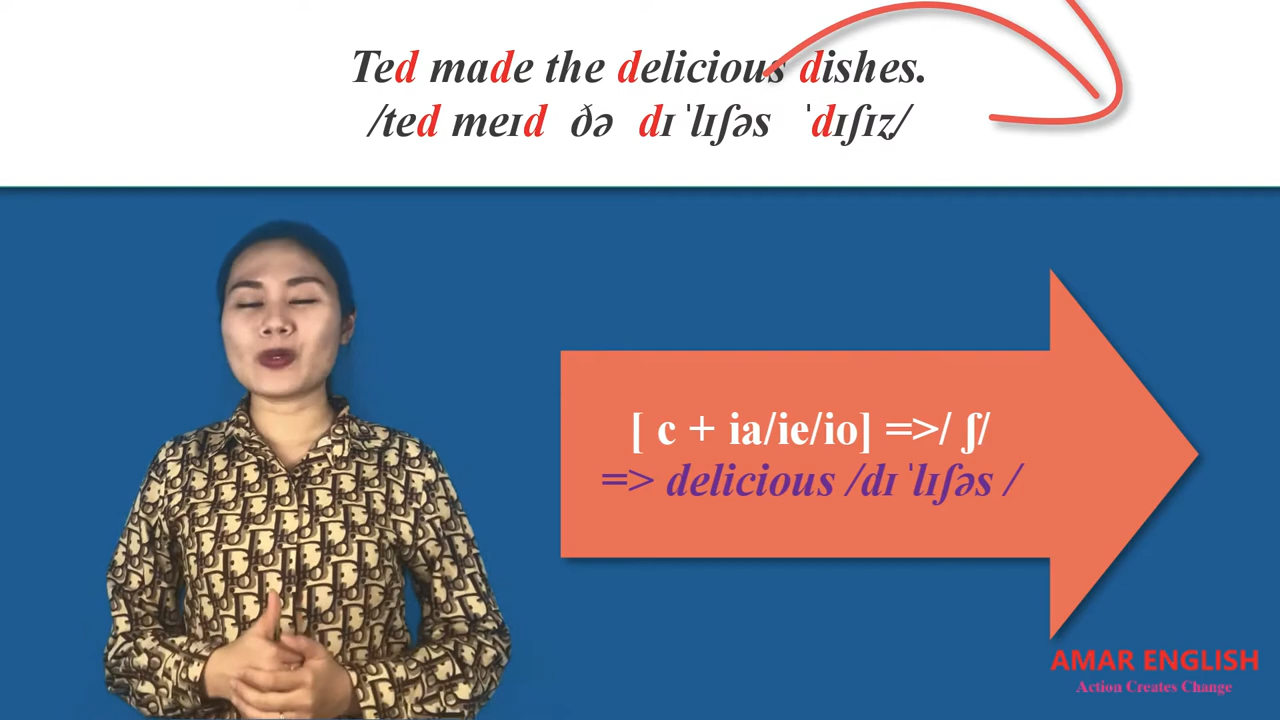 Ted made the delicious dishes.
/ted meɪd ðə dɪˈlɪʃəs ˈdɪʃɪz/
[ c + ia/ie/io] =>/ ʃ/
=> delicious /dɪˈlɪʃəs /
AMAR ENGLISH
Action Creates Change